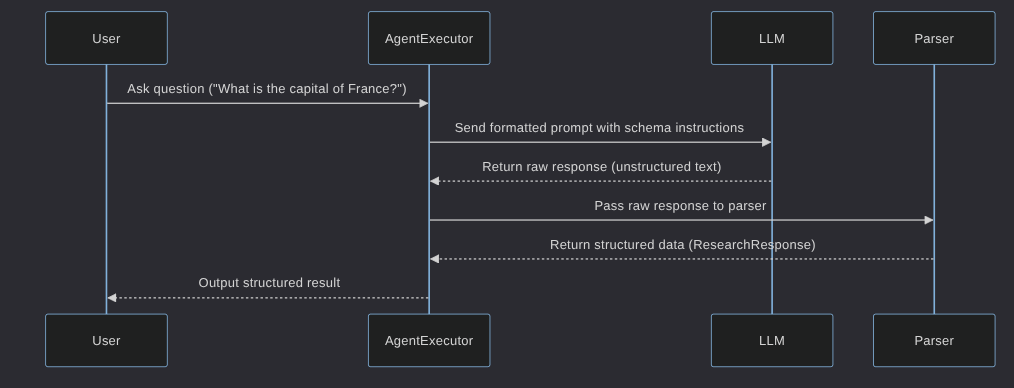 User
AgentExecutor
LLM
Parser
Ask question ("What is the capital of France?")
Send formatted prompt with schema instructions
Return raw response (unstructured text)
Pass raw response to parser
Return structured data (ResearchResponse)
Output structured result
User
AgentExecutor
LLM
Parser